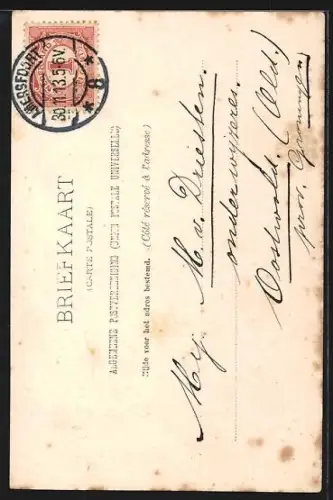 BRIEFKAART
(CARTE POSTALE)
ALGEMEENE POSTVEREENIGING (UNION POSTALE UNIVERSELLE)
Zijde voor het adres bestemd. (Côté réservé à l'adresse)
AMERSFOORT
30.11.13.5-6V.
* 8 *
Mej. M. v. Driesten.
onderwijzeres.
Oostwold. (Old.)
prov. Groningen.